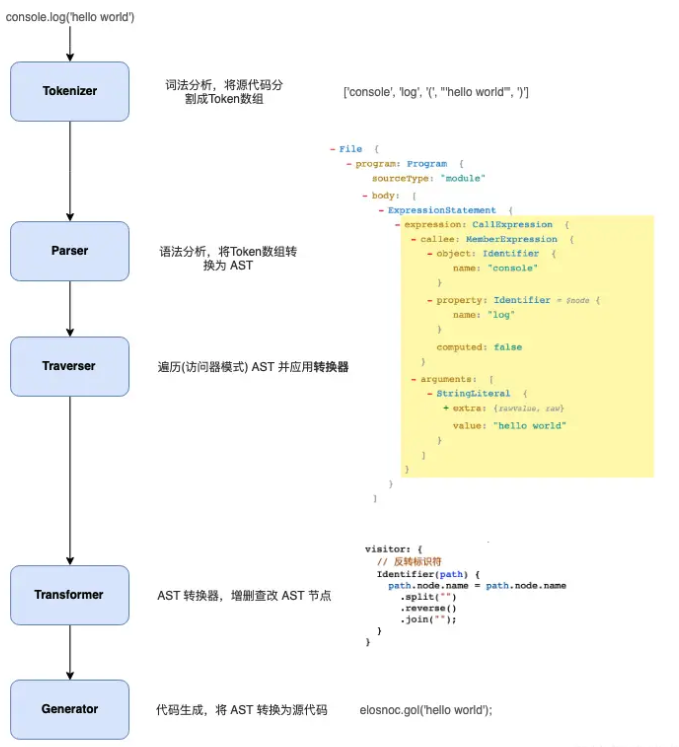 console.log('hello world')
Tokenizer
词法分析，将源代码分
割成Token数组
['console', 'log', '(', "'hello world'", ')']
- File {
- program: Program {
sourceType: "module"
- body: [
- ExpressionStatement {
- expression: CallExpression {
- callee: MemberExpression {
- object: Identifier {
name: "console"
}
- property: Identifier = $node {
name: "log"
}
computed: false
}
- arguments: [
- StringLiteral {
+ extra: {rawValue, raw}
value: "hello world"
}
]
}
}
]
Parser
语法分析，将Token数组转
换为 AST
Traverser
遍历(访问器模式) AST 并应用转换器
Transformer
AST 转换器，增删查改 AST 节点
visitor: {
// 反转标识符
Identifier(path) {
path.node.name = path.node.name
.split("")
.reverse()
.join("");
}
}
Generator
代码生成，将 AST 转换为源代码
elosnoc.gol('hello world');